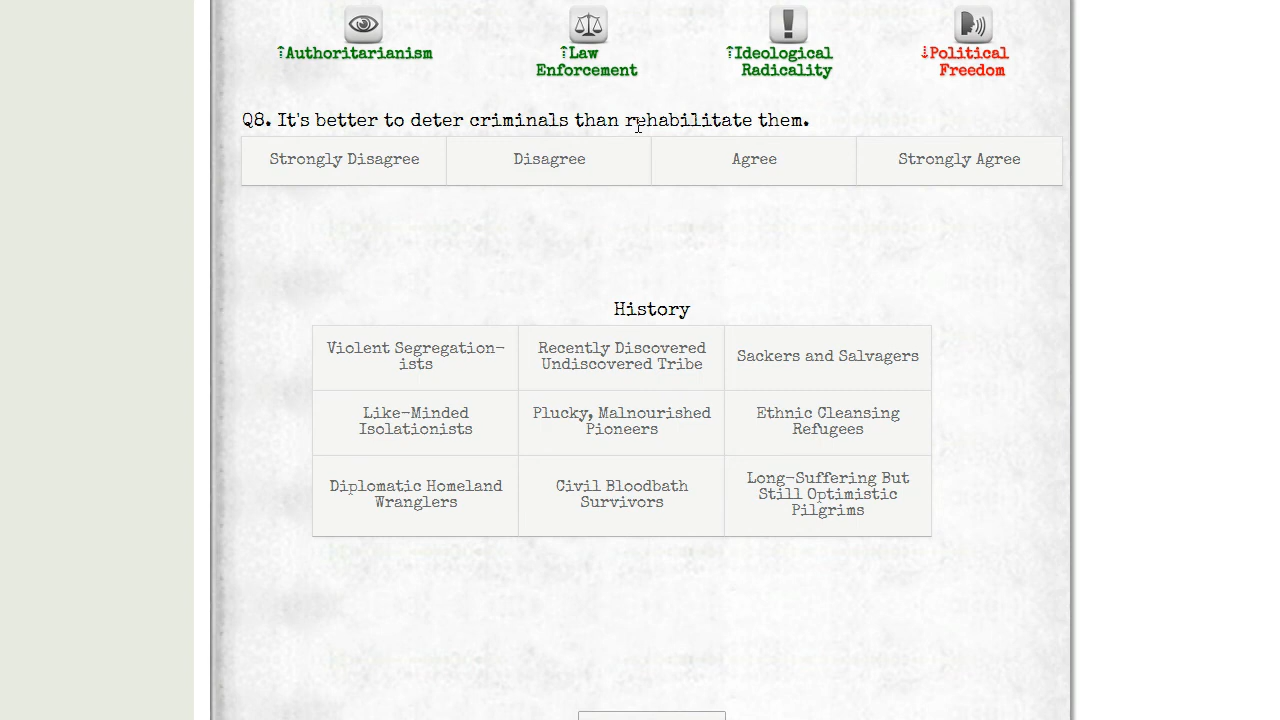 ↑Authoritarianism
↑Law
Enforcement
↑Ideological
Radicality
↓Political
Freedom
Q8. It's better to deter criminals than rehabilitate them.
Strongly Disagree
Disagree
Agree
Strongly Agree
History
Violent Segregation-
ists
Recently Discovered
Undiscovered Tribe
Sackers and Salvagers
Like-Minded
Isolationists
Plucky, Malnourished
Pioneers
Ethnic Cleansing
Refugees
Diplomatic Homeland
Wranglers
Civil Bloodbath
Survivors
Long-Suffering But
Still Optimistic
Pilgrims